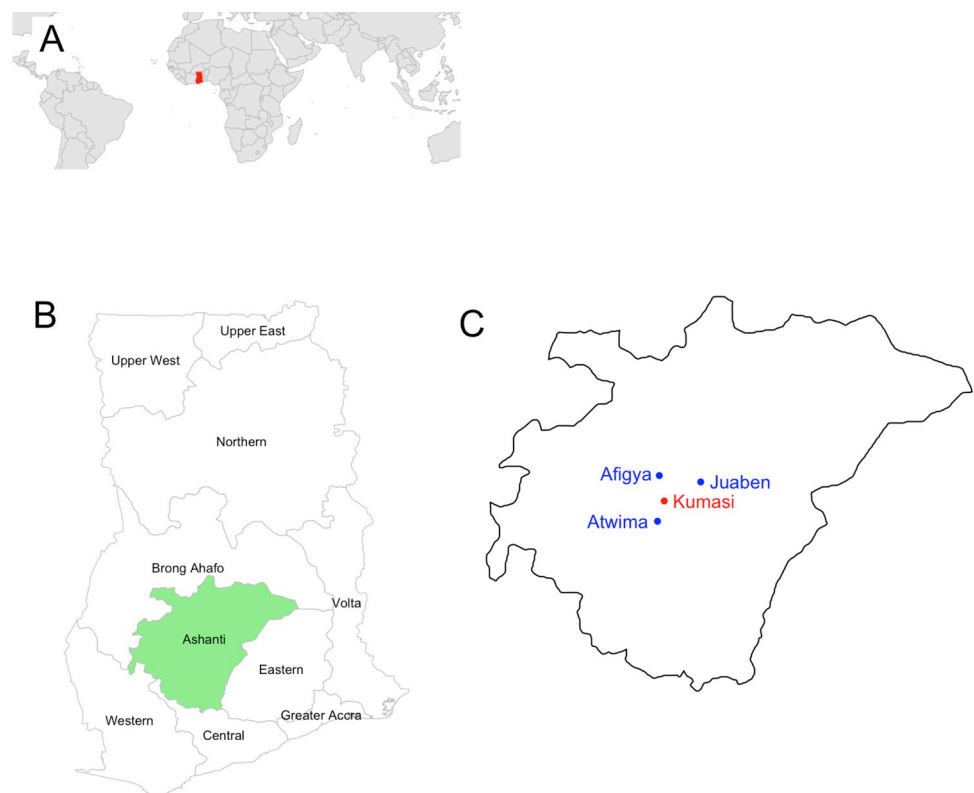 A
B
Upper East
Upper West
Northern
Brong Ahafo
Volta
Ashanti
Eastern
Western
Greater Accra
Central
C
Afigya
Juaben
Kumasi
Atwima